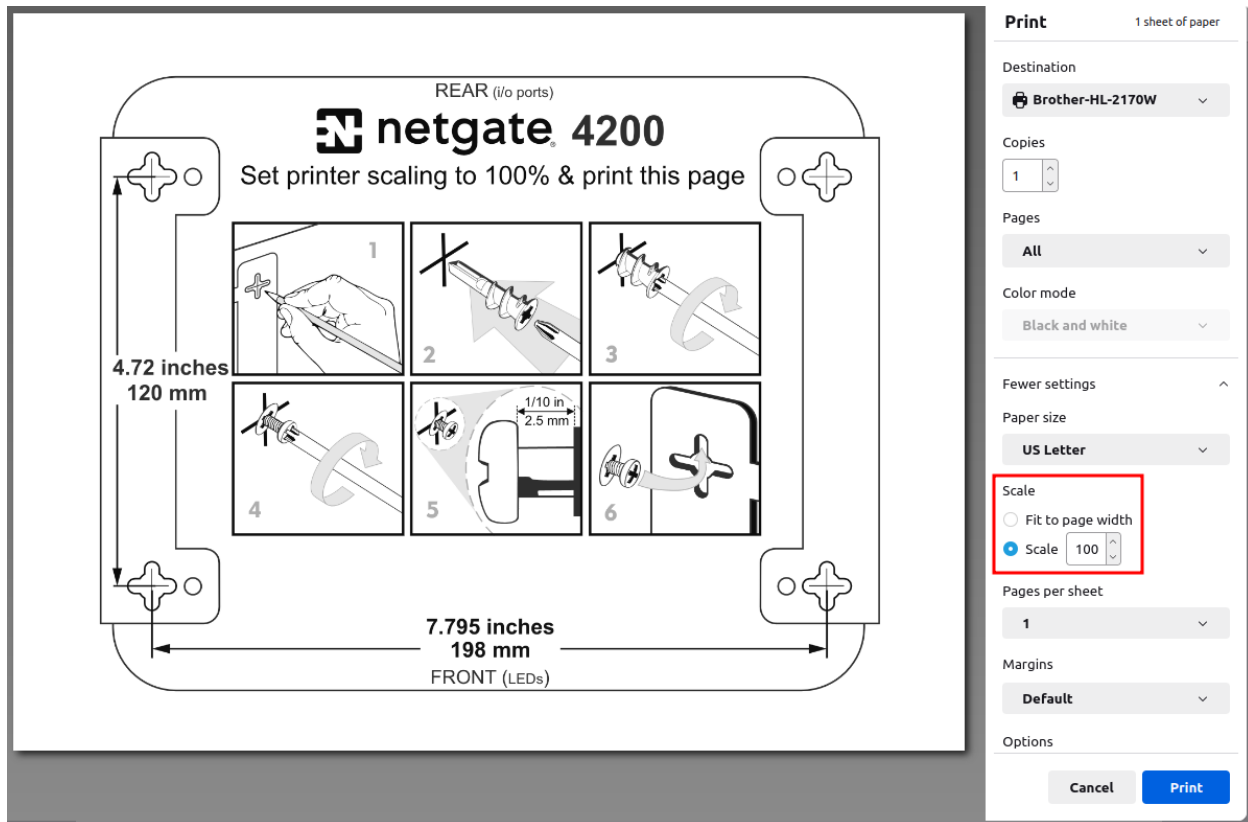 REAR (i/o ports)
netgate® 4200
Set printer scaling to 100% & print this page
1
2
3
4.72 inches
120 mm
4
1/10 in
2.5 mm
5
6
7.795 inches
198 mm
FRONT (LEDs)
Print
1 sheet of paper
Destination
Brother-HL-2170W
Copies
1
Pages
All
Color mode
Black and white
Fewer settings
Paper size
US Letter
Scale
Fit to page width
Scale 100
Pages per sheet
1
Margins
Default
Options
Cancel
Print